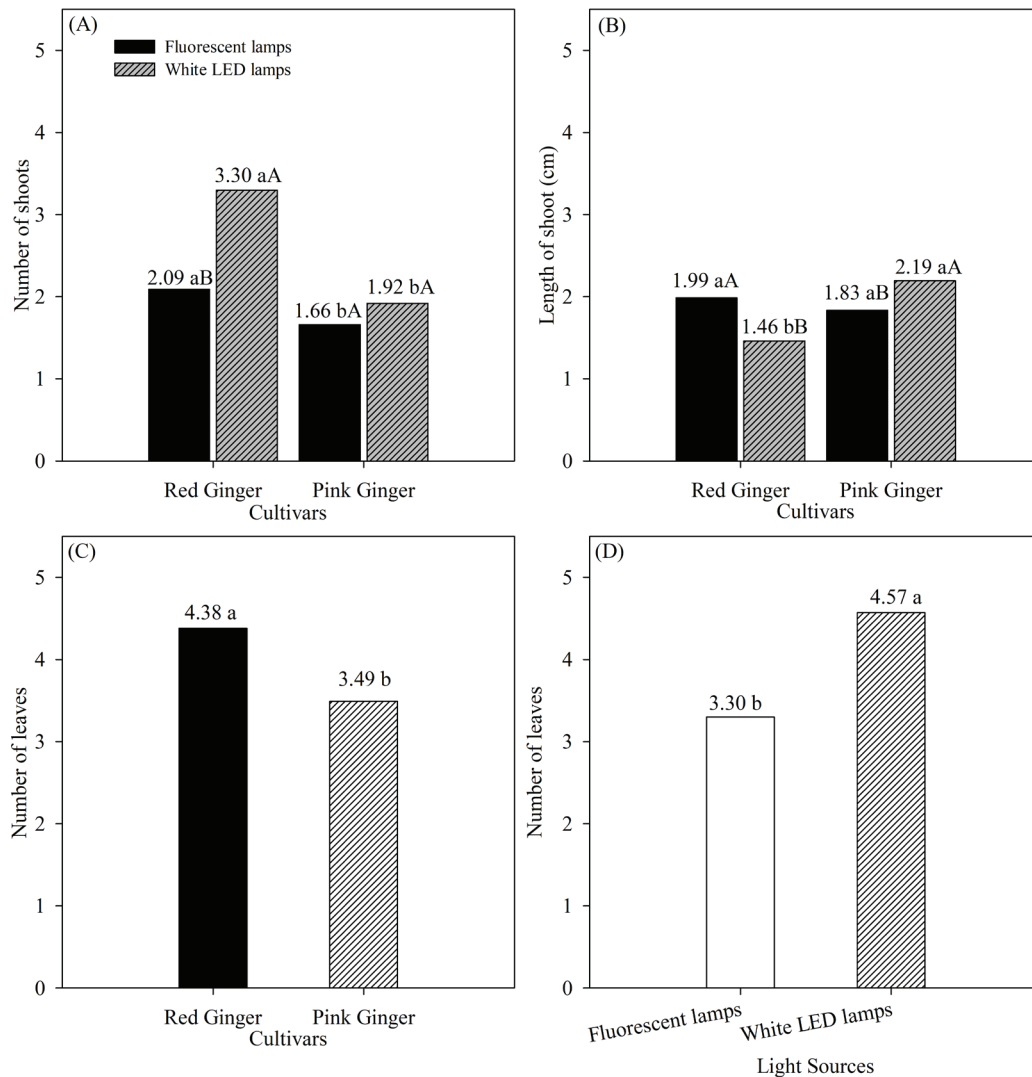 (A)
Fluorescent lamps
White LED lamps
Number of shoots
5
4
3
2
1
0
2.09 aB
3.30 aA
1.66 bA
1.92 bA
Red Ginger
Pink Ginger
Cultivars
(B)
Length of shoot (cm)
5
4
3
2
1
0
1.99 aA
1.46 bB
1.83 aB
2.19 aA
Red Ginger
Pink Ginger
Cultivars
(C)
Number of leaves
5
4
3
2
1
0
4.38 a
3.49 b
Red Ginger
Pink Ginger
Cultivars
(D)
Number of leaves
5
4
3
2
1
0
3.30 b
4.57 a
Fluorescent lamps
White LED lamps
Light Sources